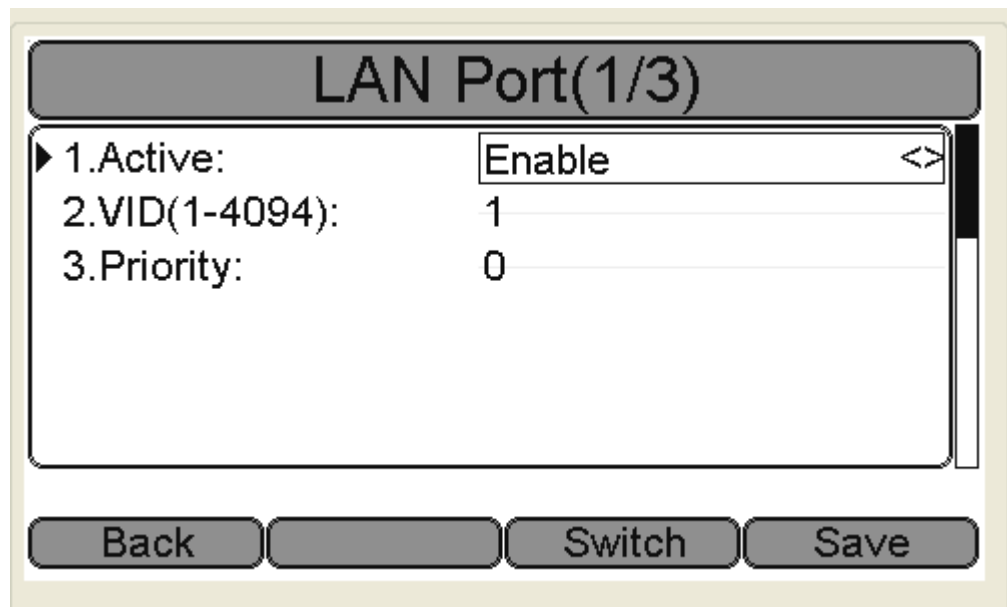 LAN Port(1/3)
1.Active: Enable <>
2.VID(1-4094): 1
3.Priority: 0
Back Switch Save